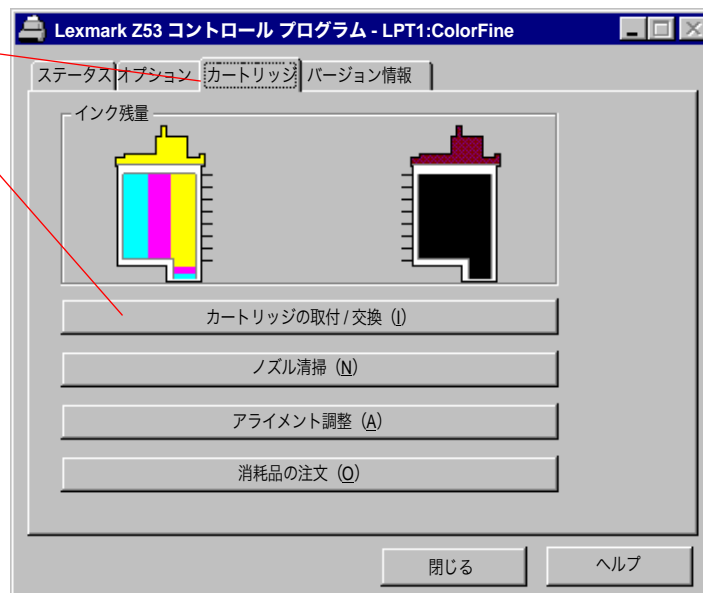 Lexmark Z53 コントロール プログラム - LPT1:ColorFine
ステータス オプション カートリッジ バージョン情報
インク残量
カートリッジの取付 / 交換 (I)
ノズル清掃 (N)
アライメント調整 (A)
消耗品の注文 (O)
閉じる ヘルプ